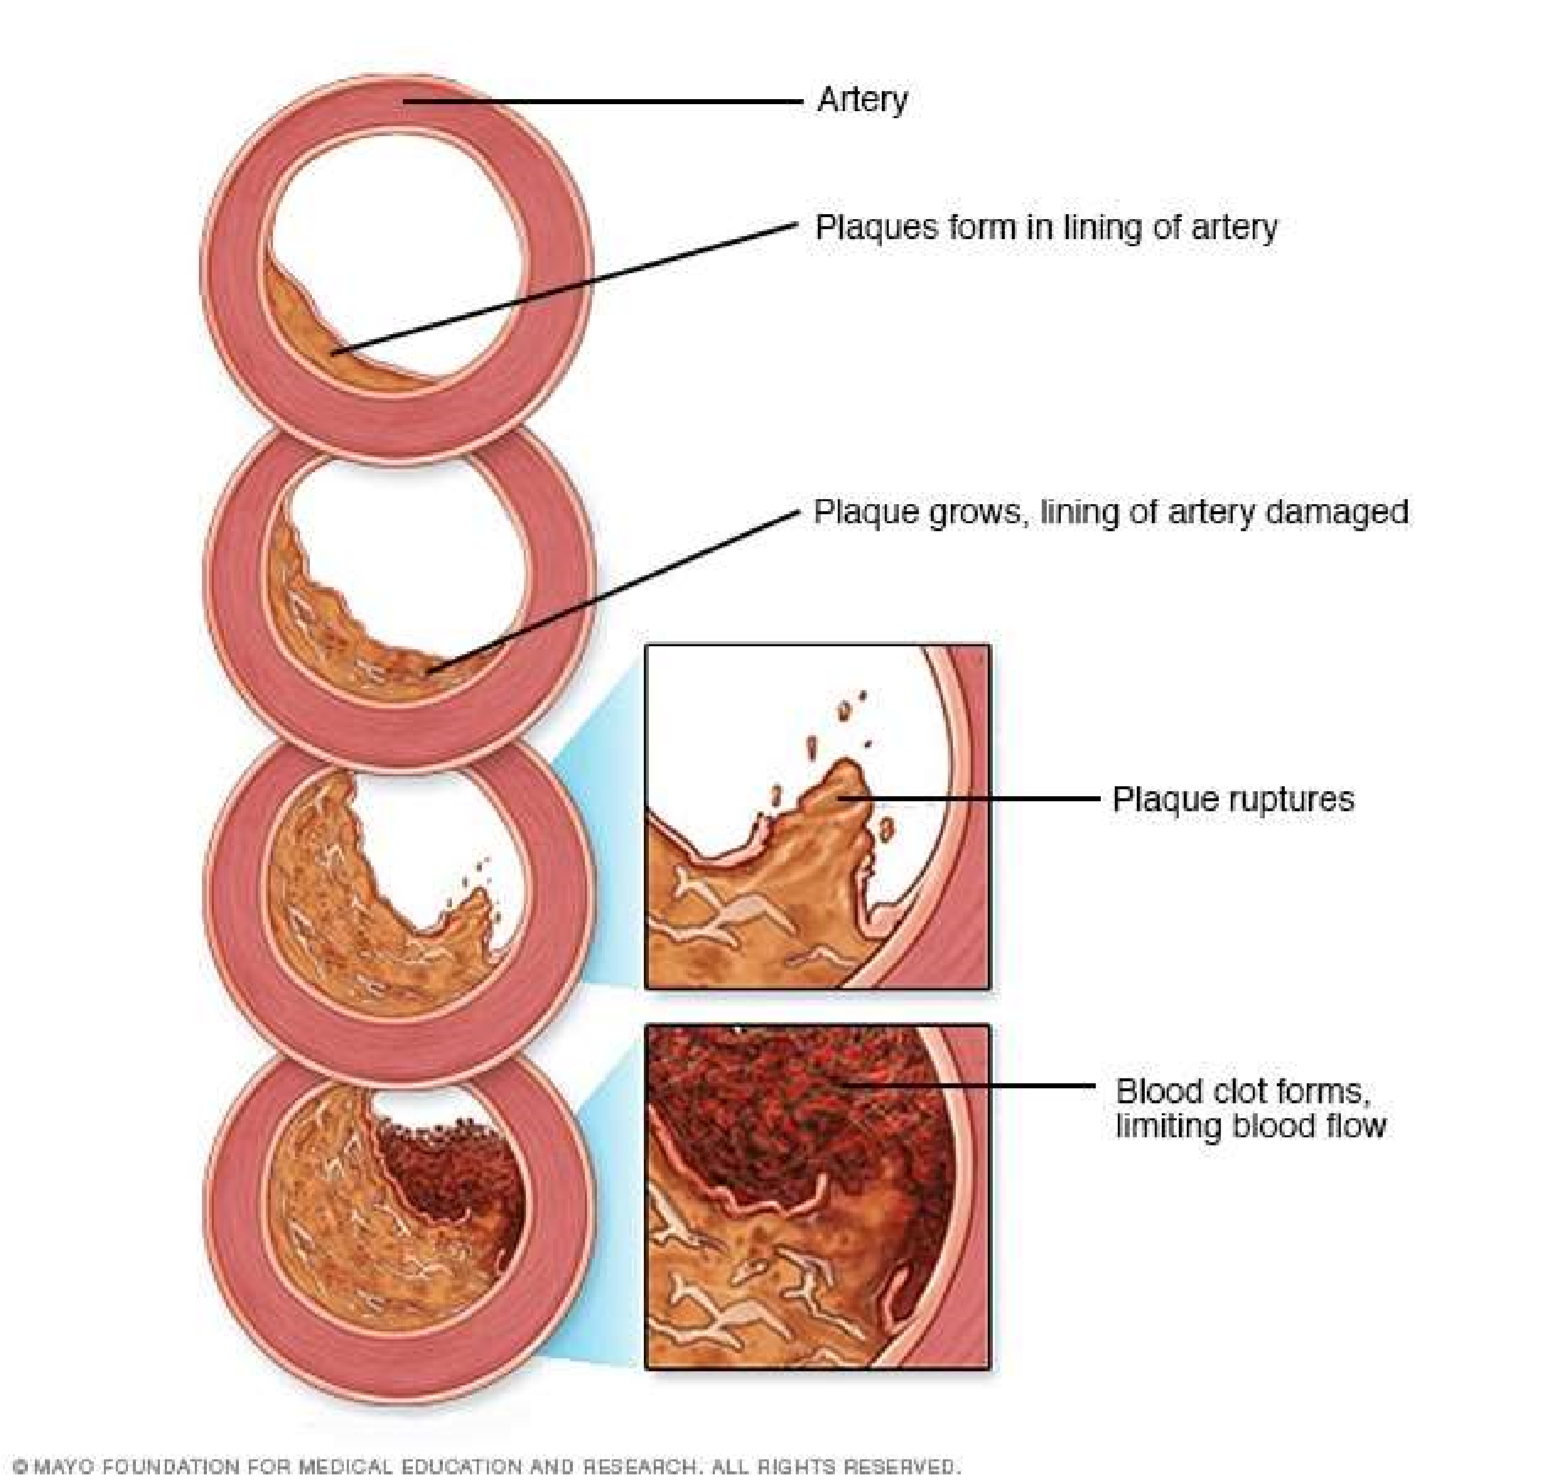 Artery
Plaques form in lining of artery
Plaque grows, lining of artery damaged
Plaque ruptures
Blood clot forms,
limiting blood flow
© MAYO FOUNDATION FOR MEDICAL EDUCATION AND RESEARCH. ALL RIGHTS RESERVED.